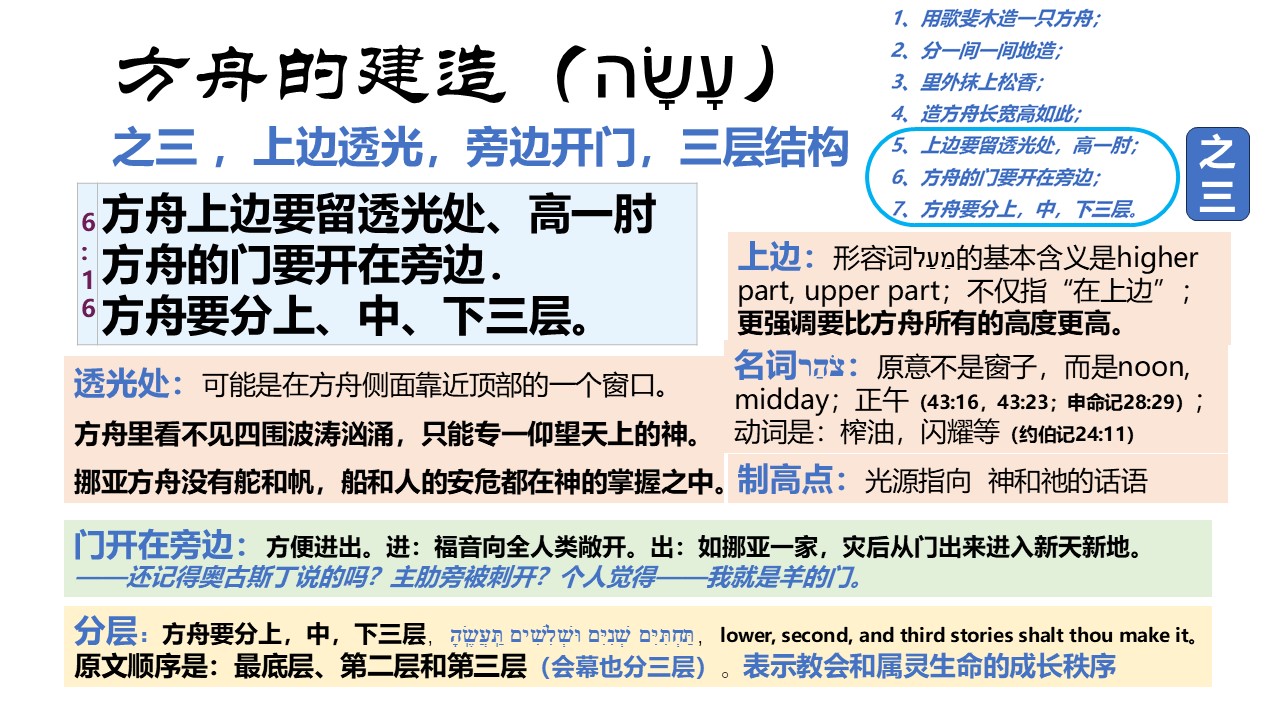 方舟的建造（עָשָׂה）
之三 ，上边透光，旁边开门，三层结构
1、用歌斐木造一只方舟；
2、分一间一间地造；
3、里外抹上松香；
4、造方舟长宽高如此；
5、上边要留透光处，高一肘；
6、方舟的门要开在旁边；
7、方舟要分上，中，下三层。
之三
6:16
方舟上边要留透光处、高一肘
方舟的门要开在旁边．
方舟要分上、中、下三层。
上边：形容词מַעַל的基本含义是higher
part, upper part；不仅指“在上边”；
更强调要比方舟所有的高度更高。
透光处：可能是在方舟侧面靠近顶部的一个窗口。
方舟里看不见四围波涛汹涌，只能专一仰望天上的神。
挪亚方舟没有舵和帆，船和人的安危都在神的掌握之中。
名词צֹהַר：原意不是窗子，而是noon,
midday；正午（43:16，43:23；申命记28:29）；
动词是：榨油，闪耀等（约伯记24:11）
制高点：光源指向 神和祂的话语
门开在旁边：方便进出。进：福音向全人类敞开。出：如挪亚一家，灾后从门出来进入新天新地。
——还记得奥古斯丁说的吗？主肋旁被刺开？个人觉得——我就是羊的门。
分层：方舟要分上，中，下三层，תַּחְתִּיִּם שְׁנִיִּם וּשְׁלִשִׁים תַּעֲשֶֽׂהָ，lower, second, and third stories shalt thou make it。
原文顺序是：最底层、第二层和第三层（会幕也分三层）。表示教会和属灵生命的成长秩序